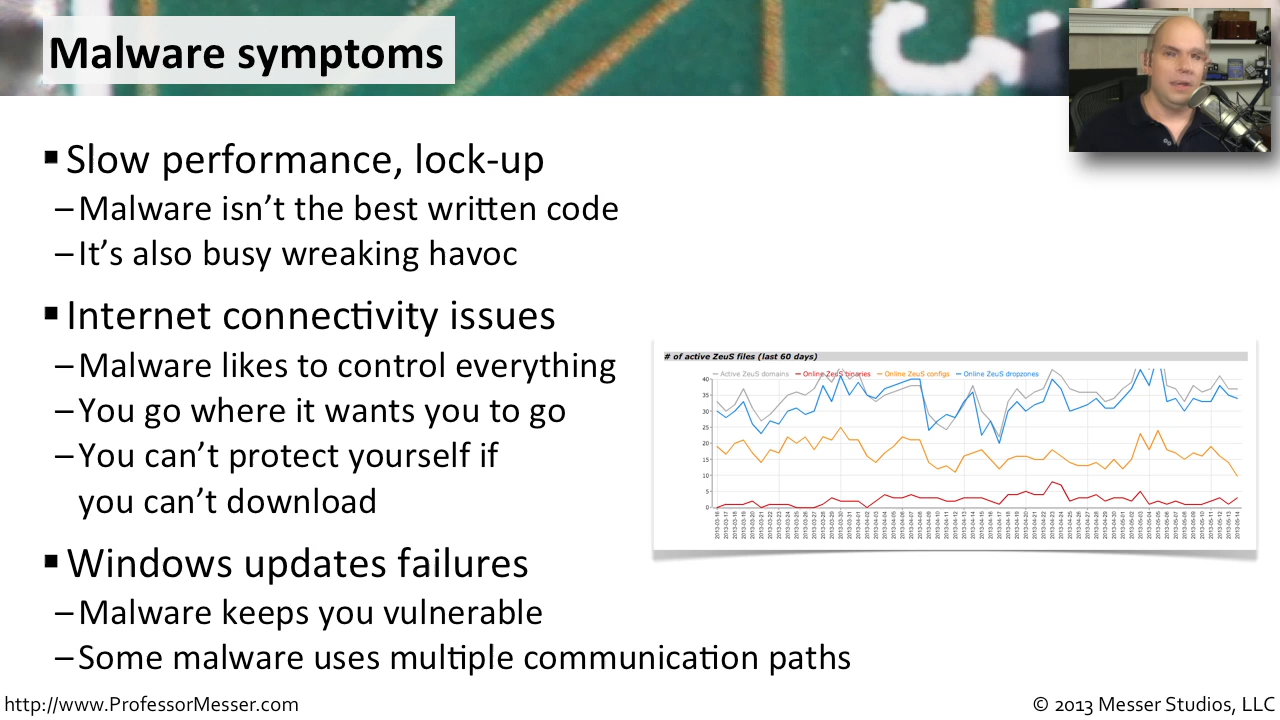 Malware symptoms
▪ Slow performance, lock-up
– Malware isn’t the best written code
– It’s also busy wreaking havoc
▪ Internet connectivity issues
– Malware likes to control everything
– You go where it wants you to go
– You can’t protect yourself if
you can’t download
▪ Windows updates failures
– Malware keeps you vulnerable
– Some malware uses multiple communication paths
# of active ZeuS files (last 60 days)
Active ZeuS domains Online ZeuS binaries Online ZeuS configs Online ZeuS dropzones
40
35
30
25
20
15
10
5
0
http://www.ProfessorMesser.com
© 2013 Messer Studios, LLC